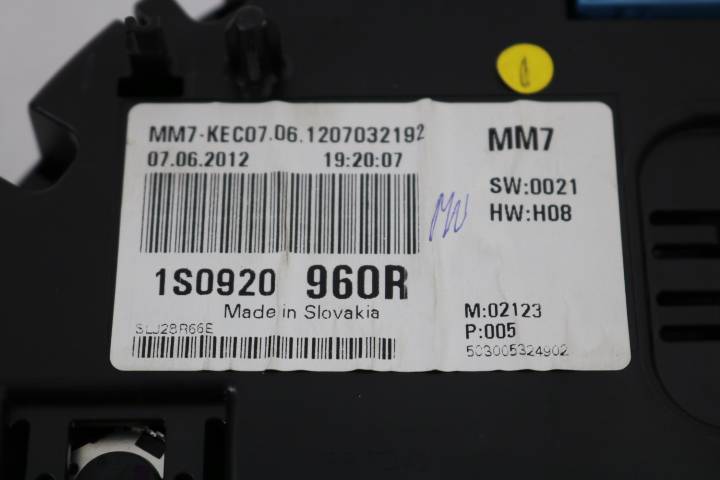 MM7-KEC07.06.1207032192
07.06.2012 19:20:07
MM7
SW:0021
HW:H08
1S0920 960R
Made in Slovakia
SLJ28R66E
M:02123
P:005
503005324902